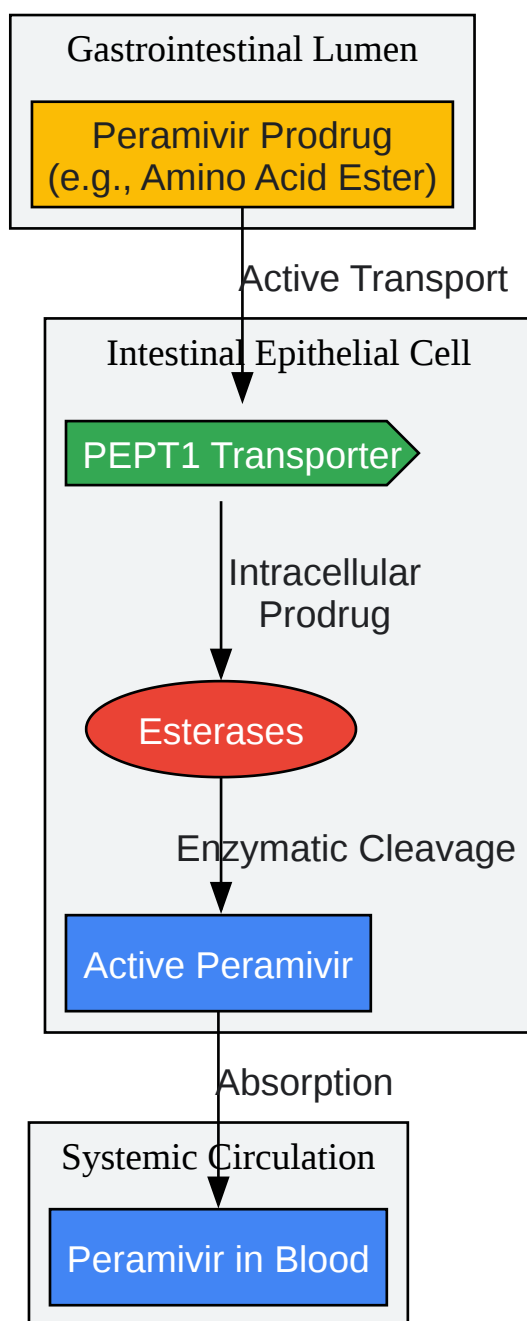 Gastrointestinal Lumen
Peramivir Prodrug
(e.g., Amino Acid Ester)
Active Transport
Intestinal Epithelial Cell
PEPT1 Transporter
Intracellular
Prodrug
Esterases
Enzymatic Cleavage
Active Peramivir
Absorption
Systemic Circulation
Peramivir in Blood